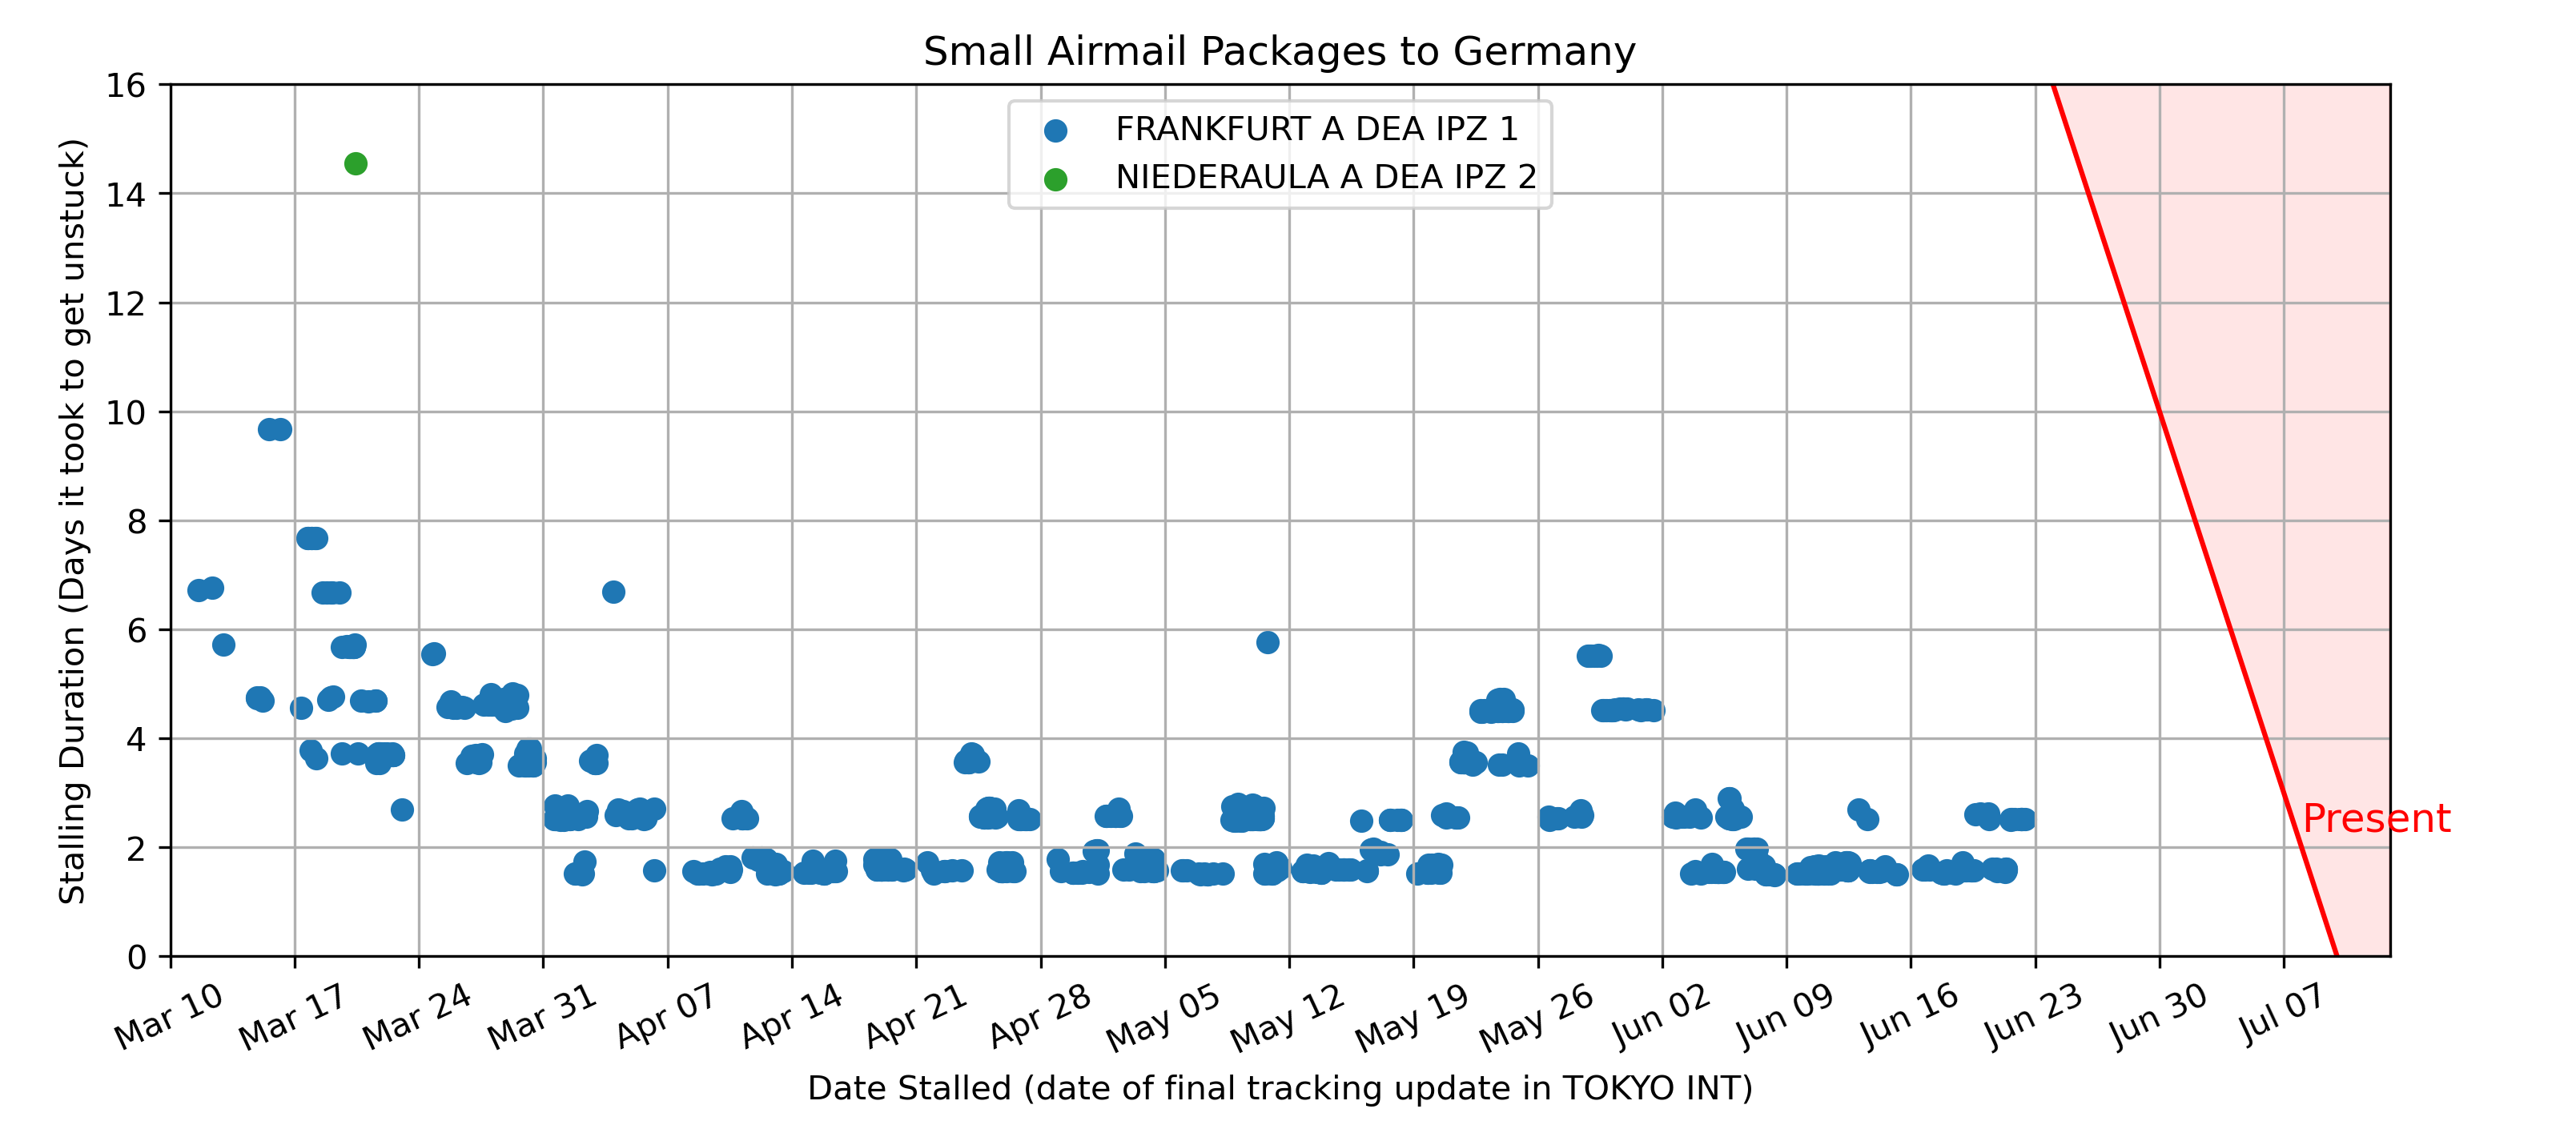 Small Airmail Packages to Germany
FRANKFURT A DEA IPZ 1
NIEDERAULA A DEA IPZ 2
Stalling Duration (Days it took to get unstuck)
16
14
12
10
8
6
4
2
0
Present
Mar 10
Mar 17
Mar 24
Mar 31
Apr 07
Apr 14
Apr 21
Apr 28
May 05
May 12
May 19
May 26
Jun 02
Jun 09
Jun 16
Jun 23
Jun 30
Jul 07
Date Stalled (date of final tracking update in TOKYO INT)